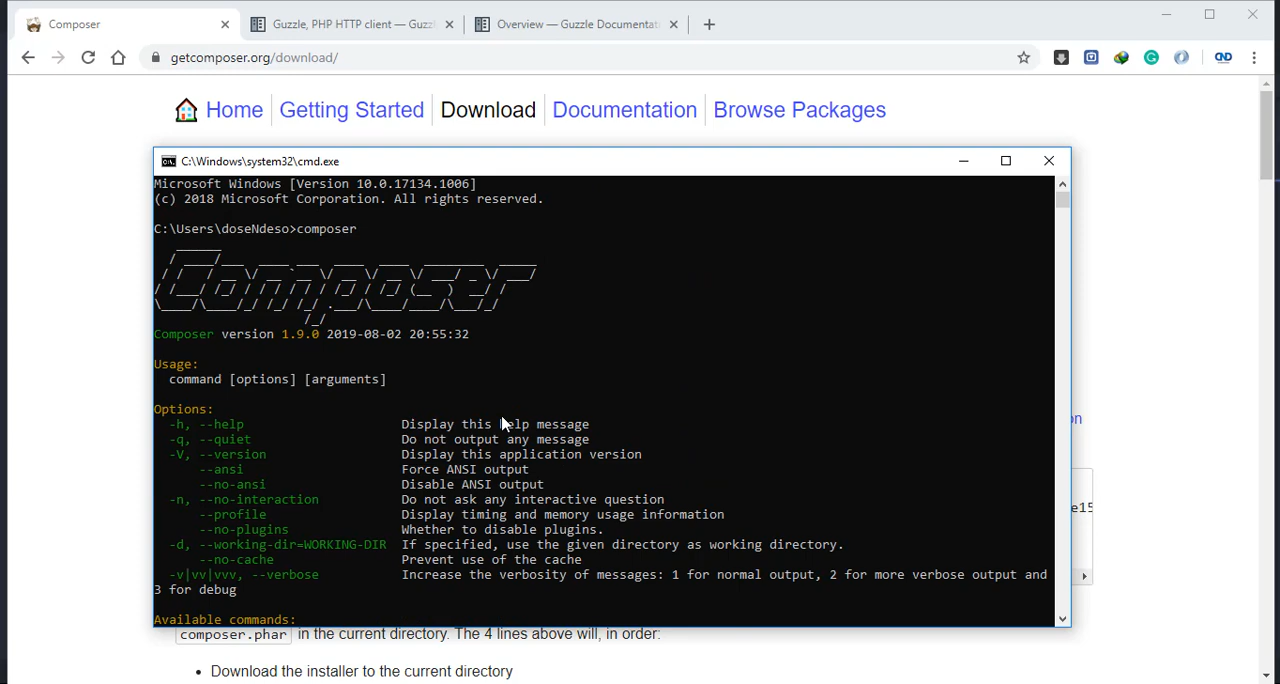 Composer
Guzzle, PHP HTTP client — Guzz
Overview — Guzzle Documentat
getcomposer.org/download/
Home Getting Started Download Documentation Browse Packages
C:\Windows\system32\cmd.exe
Microsoft Windows [Version 10.0.17134.1006]
(c) 2018 Microsoft Corporation. All rights reserved.
C:\Users\doseNdeso>composer
Composer
Composer version 1.9.0 2019-08-02 20:55:32
Usage:
command [options] [arguments]
Options:
-h, --help Display this help message
-q, --quiet Do not output any message
-V, --version Display this application version
--ansi Force ANSI output
--no-ansi Disable ANSI output
-n, --no-interaction Do not ask any interactive question
--profile Display timing and memory usage information
--no-plugins Whether to disable plugins.
-d, --working-dir=WORKING-DIR If specified, use the given directory as working directory.
--no-cache Prevent use of the cache
-v|vv|vvv, --verbose Increase the verbosity of messages: 1 for normal output, 2 for more verbose output and
3 for debug
Available commands:
on
e15
composer.phar in the current directory. The 4 lines above will, in order:
• Download the installer to the current directory